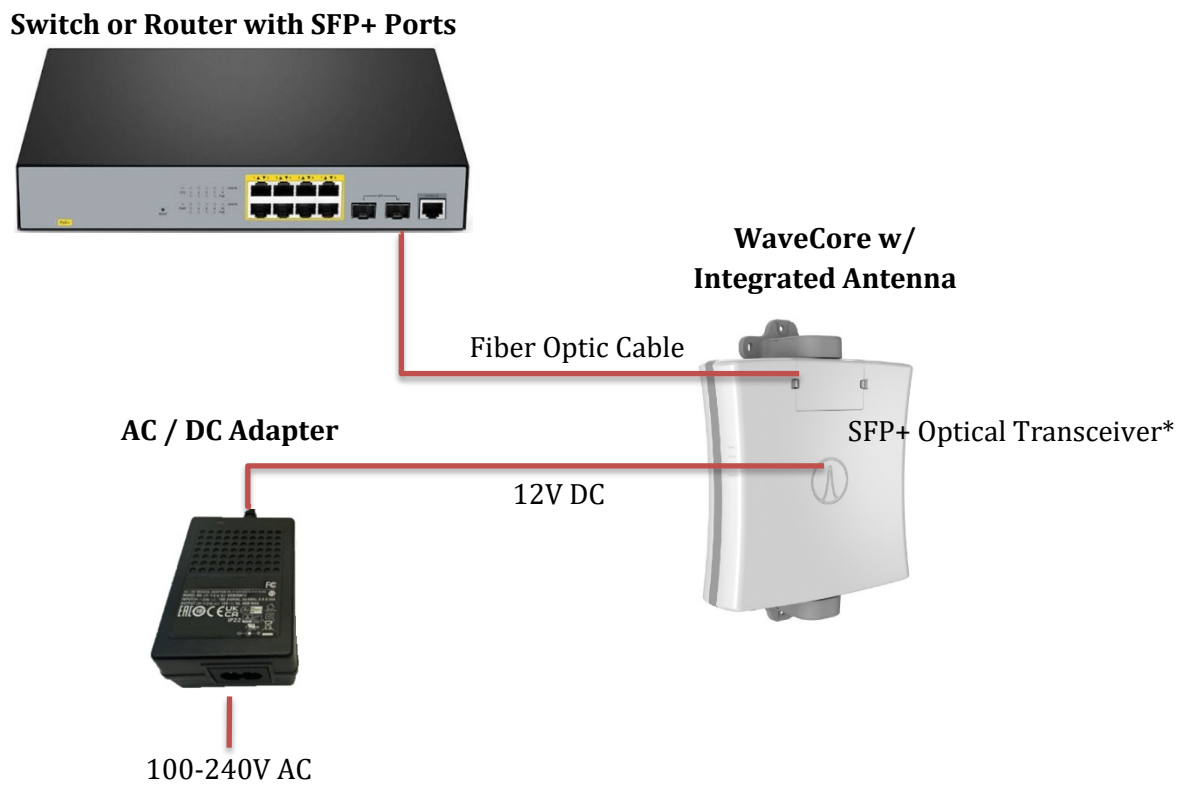 Switch or Router with SFP+ Ports
WaveCore w/
Integrated Antenna
Fiber Optic Cable
SFP+ Optical Transceiver*
AC / DC Adapter
12V DC
100-240V AC